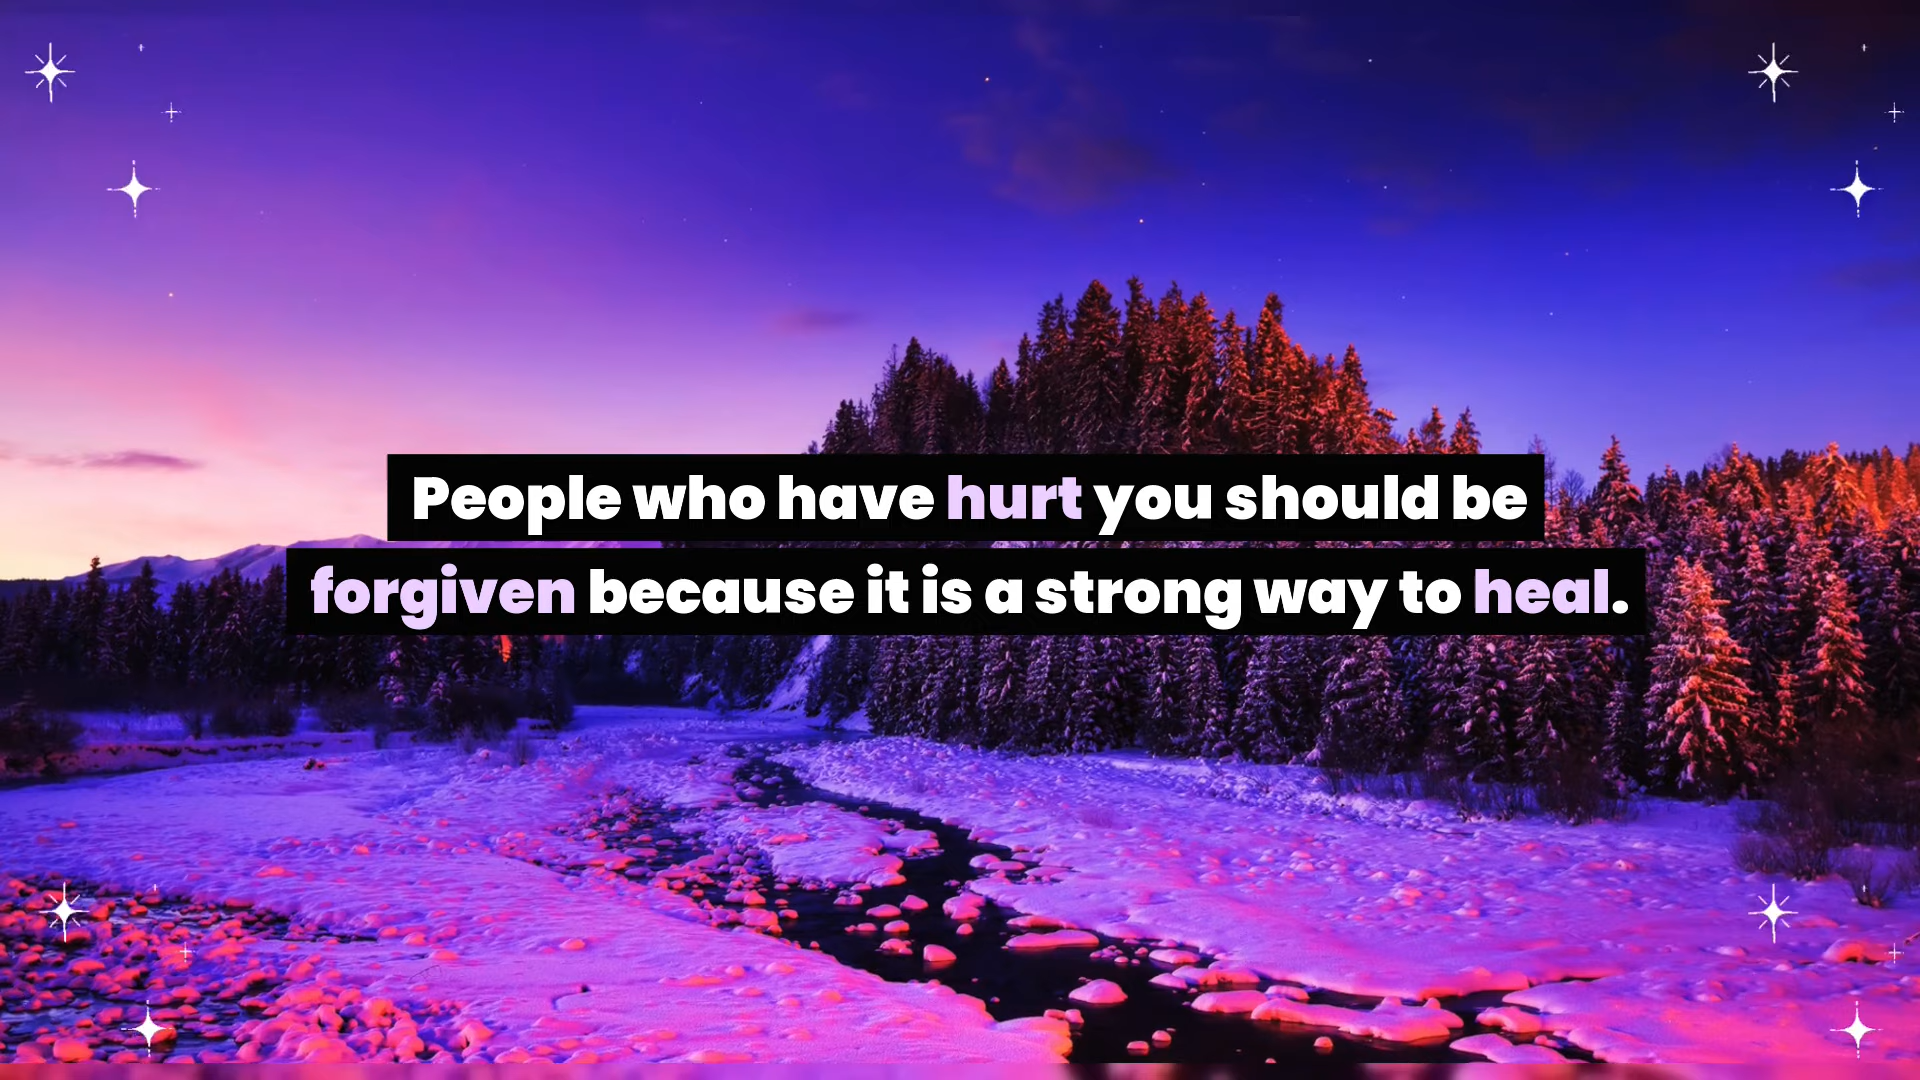 People who have hurt you should be
forgiven because it is a strong way to heal.